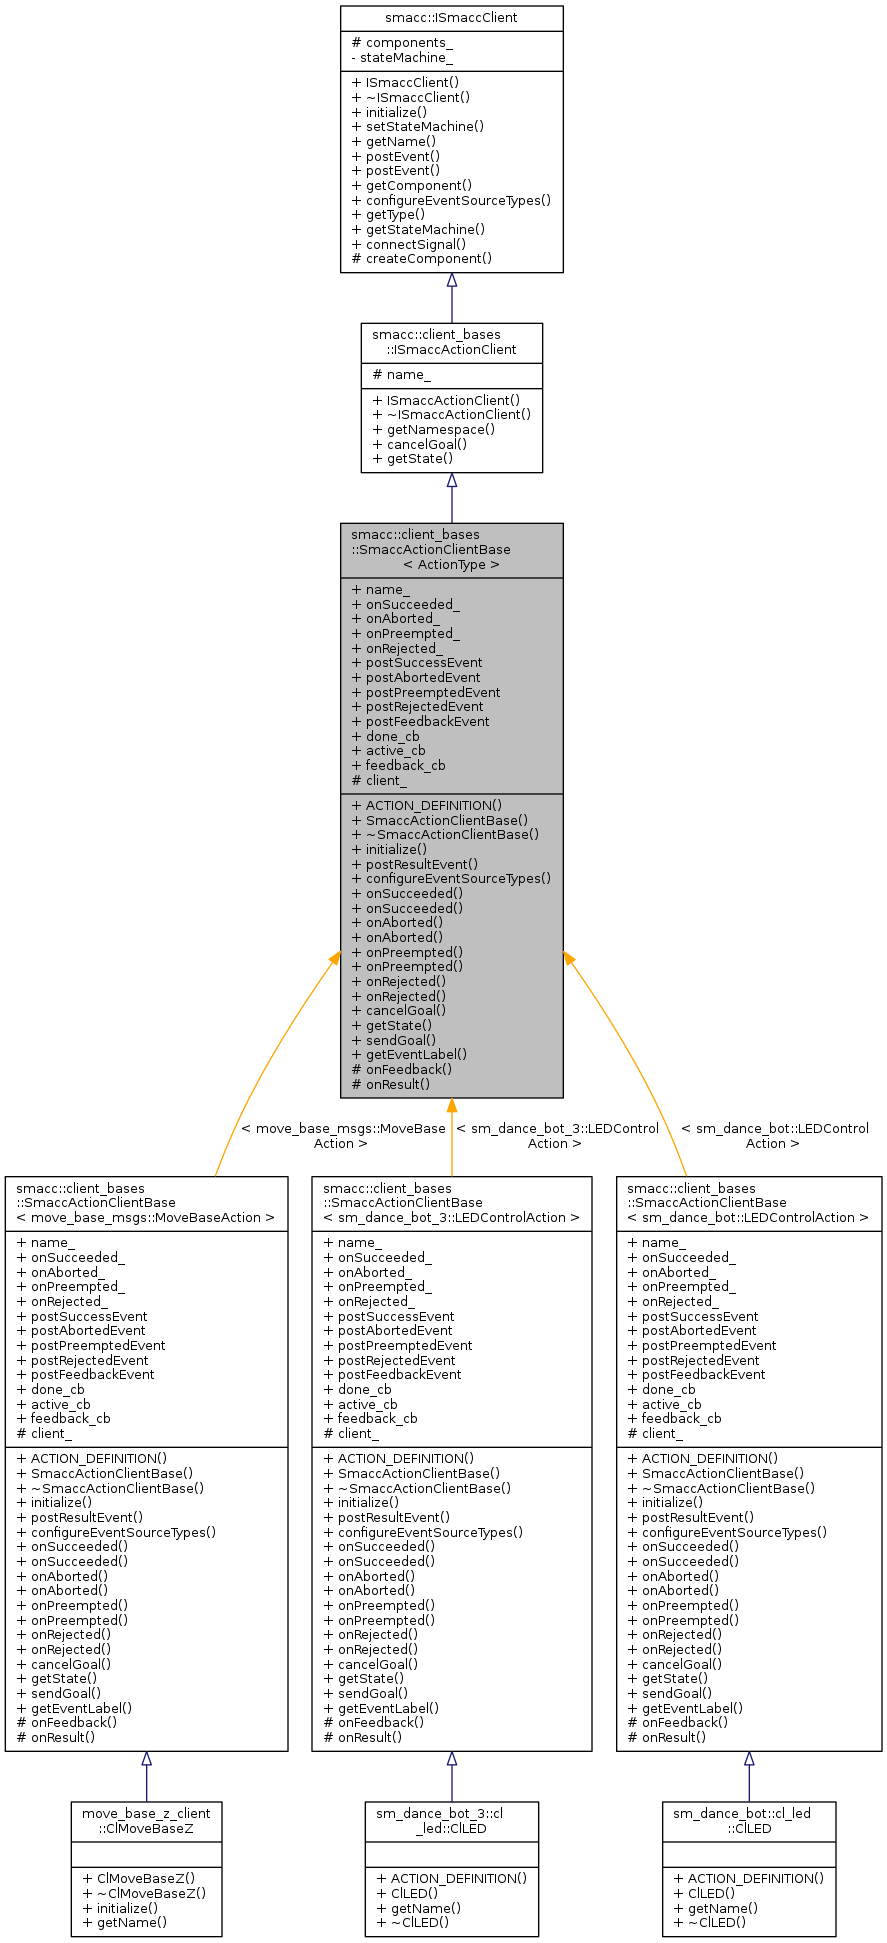 smacc::ISmaccClient
# components_
- stateMachine_
+ ISmaccClient()
+ ~ISmaccClient()
+ initialize()
+ setStateMachine()
+ getName()
+ postEvent()
+ postEvent()
+ getComponent()
+ configureEventSourceTypes()
+ getType()
+ getStateMachine()
+ connectSignal()
# createComponent()
smacc::client_bases
::ISmaccActionClient
# name_
+ ISmaccActionClient()
+ ~ISmaccActionClient()
+ getNamespace()
+ cancelGoal()
+ getState()
smacc::client_bases
::SmaccActionClientBase
< ActionType >
+ name_
+ onSucceeded_
+ onAborted_
+ onPreempted_
+ onRejected_
+ postSuccessEvent
+ postAbortedEvent
+ postPreemptedEvent
+ postRejectedEvent
+ postFeedbackEvent
+ done_cb
+ active_cb
+ feedback_cb
# client_
+ ACTION_DEFINITION()
+ SmaccActionClientBase()
+ ~SmaccActionClientBase()
+ initialize()
+ postResultEvent()
+ configureEventSourceTypes()
+ onSucceeded()
+ onSucceeded()
+ onAborted()
+ onAborted()
+ onPreempted()
+ onPreempted()
+ onRejected()
+ onRejected()
+ cancelGoal()
+ getState()
+ sendGoal()
+ getEventLabel()
# onFeedback()
# onResult()
< move_base_msgs::MoveBase
Action >
< sm_dance_bot_3::LEDControl
Action >
< sm_dance_bot::LEDControl
Action >
smacc::client_bases
::SmaccActionClientBase
< move_base_msgs::MoveBaseAction >
+ name_
+ onSucceeded_
+ onAborted_
+ onPreempted_
+ onRejected_
+ postSuccessEvent
+ postAbortedEvent
+ postPreemptedEvent
+ postRejectedEvent
+ postFeedbackEvent
+ done_cb
+ active_cb
+ feedback_cb
# client_
+ ACTION_DEFINITION()
+ SmaccActionClientBase()
+ ~SmaccActionClientBase()
+ initialize()
+ postResultEvent()
+ configureEventSourceTypes()
+ onSucceeded()
+ onSucceeded()
+ onAborted()
+ onAborted()
+ onPreempted()
+ onPreempted()
+ onRejected()
+ onRejected()
+ cancelGoal()
+ getState()
+ sendGoal()
+ getEventLabel()
# onFeedback()
# onResult()
smacc::client_bases
::SmaccActionClientBase
< sm_dance_bot_3::LEDControlAction >
+ name_
+ onSucceeded_
+ onAborted_
+ onPreempted_
+ onRejected_
+ postSuccessEvent
+ postAbortedEvent
+ postPreemptedEvent
+ postRejectedEvent
+ postFeedbackEvent
+ done_cb
+ active_cb
+ feedback_cb
# client_
+ ACTION_DEFINITION()
+ SmaccActionClientBase()
+ ~SmaccActionClientBase()
+ initialize()
+ postResultEvent()
+ configureEventSourceTypes()
+ onSucceeded()
+ onSucceeded()
+ onAborted()
+ onAborted()
+ onPreempted()
+ onPreempted()
+ onRejected()
+ onRejected()
+ cancelGoal()
+ getState()
+ sendGoal()
+ getEventLabel()
# onFeedback()
# onResult()
smacc::client_bases
::SmaccActionClientBase
< sm_dance_bot::LEDControlAction >
+ name_
+ onSucceeded_
+ onAborted_
+ onPreempted_
+ onRejected_
+ postSuccessEvent
+ postAbortedEvent
+ postPreemptedEvent
+ postRejectedEvent
+ postFeedbackEvent
+ done_cb
+ active_cb
+ feedback_cb
# client_
+ ACTION_DEFINITION()
+ SmaccActionClientBase()
+ ~SmaccActionClientBase()
+ initialize()
+ postResultEvent()
+ configureEventSourceTypes()
+ onSucceeded()
+ onSucceeded()
+ onAborted()
+ onAborted()
+ onPreempted()
+ onPreempted()
+ onRejected()
+ onRejected()
+ cancelGoal()
+ getState()
+ sendGoal()
+ getEventLabel()
# onFeedback()
# onResult()
move_base_z_client
::ClMoveBaseZ
+ ClMoveBaseZ()
+ ~ClMoveBaseZ()
+ initialize()
+ getName()
sm_dance_bot_3::cl
_led::ClLED
+ ACTION_DEFINITION()
+ ClLED()
+ getName()
+ ~ClLED()
sm_dance_bot::cl_led
::ClLED
+ ACTION_DEFINITION()
+ ClLED()
+ getName()
+ ~ClLED()